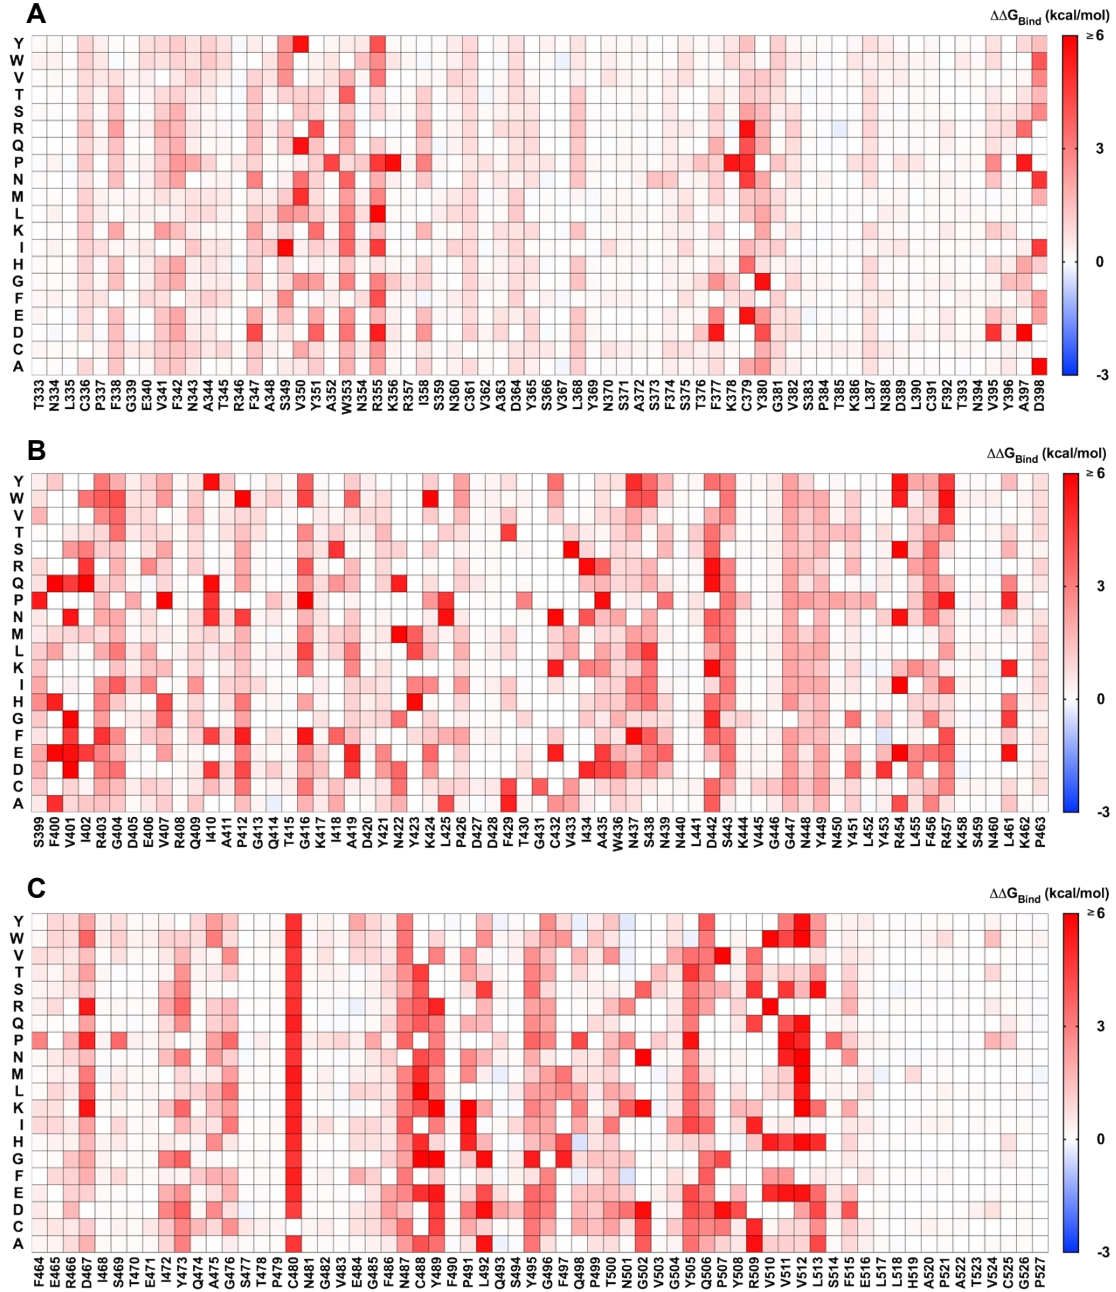 A
ΔΔG_Bind (kcal/mol)
Y
W
V
T
S
R
Q
P
N
M
L
K
I
H
G
F
E
D
C
A
≥ 6
3
0
-3
T333 N334 L335 C336 P337 F338 G339 E340 V341 F342 N343 A344 T345 R346 F347 A348 S349 V350 Y351 A352 W353 N354 R355 K356 R357 I358 S359 N360 C361 V362 A363 D364 Y365 S366 V367 L368 Y369 N370 S371 A372 S373 F374 S375 T376 F377 K378 C379 Y380 G381 V382 S383 P384 T385 K386 L387 N388 D389 L390 C391 F392 T393 N394 V395 Y396 A397 D398
B
ΔΔG_Bind (kcal/mol)
Y
W
V
T
S
R
Q
P
N
M
L
K
I
H
G
F
E
D
C
A
≥ 6
3
0
-3
S399 F400 V401 I402 R403 G404 D405 E406 V407 R408 Q409 I410 A411 P412 G413 Q414 T415 G416 K417 I418 A419 D420 Y421 N422 Y423 K424 L425 P426 D427 D428 F429 T430 G431 C432 V433 I434 A435 W436 N437 S438 N439 N440 L441 D442 S443 K444 V445 G446 G447 N448 Y449 N450 Y451 L452 Y453 R454 L455 F456 R457 K458 S459 N460 L461 K462 P463
C
ΔΔG_Bind (kcal/mol)
Y
W
V
T
S
R
Q
P
N
M
L
K
I
H
G
F
E
D
C
A
≥ 6
3
0
-3
F464 E465 R466 D467 I468 S469 T470 E471 I472 Y473 Q474 A475 G476 S477 T478 P479 C480 N481 G482 V483 E484 G485 F486 N487 C488 Y489 F490 P491 L492 Q493 S494 Y495 G496 F497 Q498 P499 T500 N501 G502 V503 G504 Y505 Q506 P507 Y508 R509 V510 V511 V512 L513 S514 F515 E516 L517 L518 H519 A520 P521 A522 T523 V524 C525 G526 P527